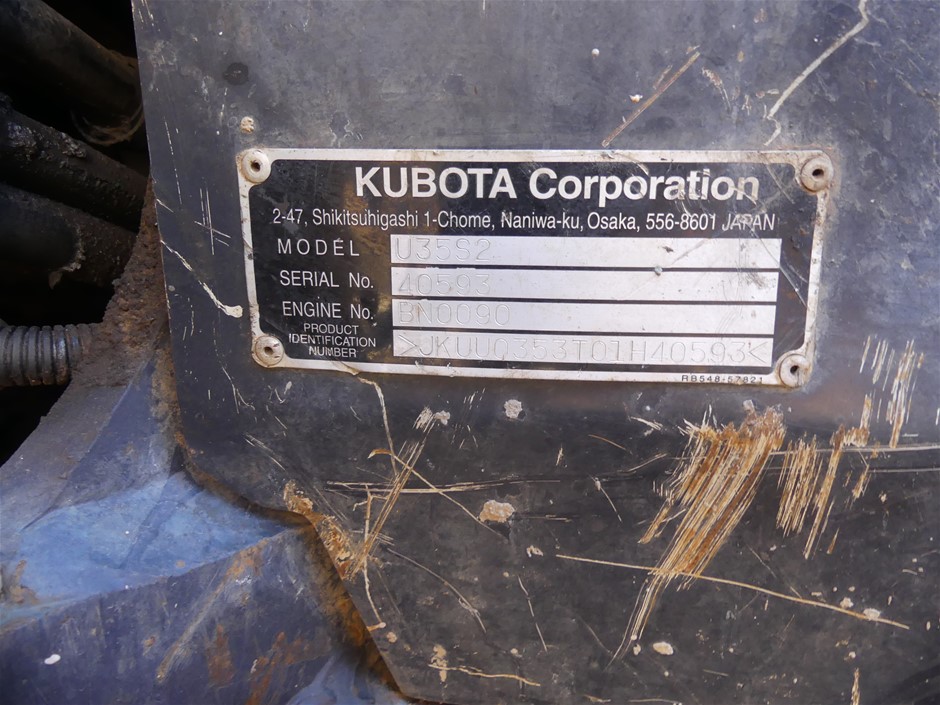 KUBOTA Corporation
2-47, Shikitsuhigashi 1-Chome, Naniwa-ku, Osaka, 556-8601 JAPAN
MODEL U35S2
SERIAL No. 40593
ENGINE No. BN0090
PRODUCT
IDENTIFICATION
NUMBER >JKUU0353T01H40593<
RB548-57821